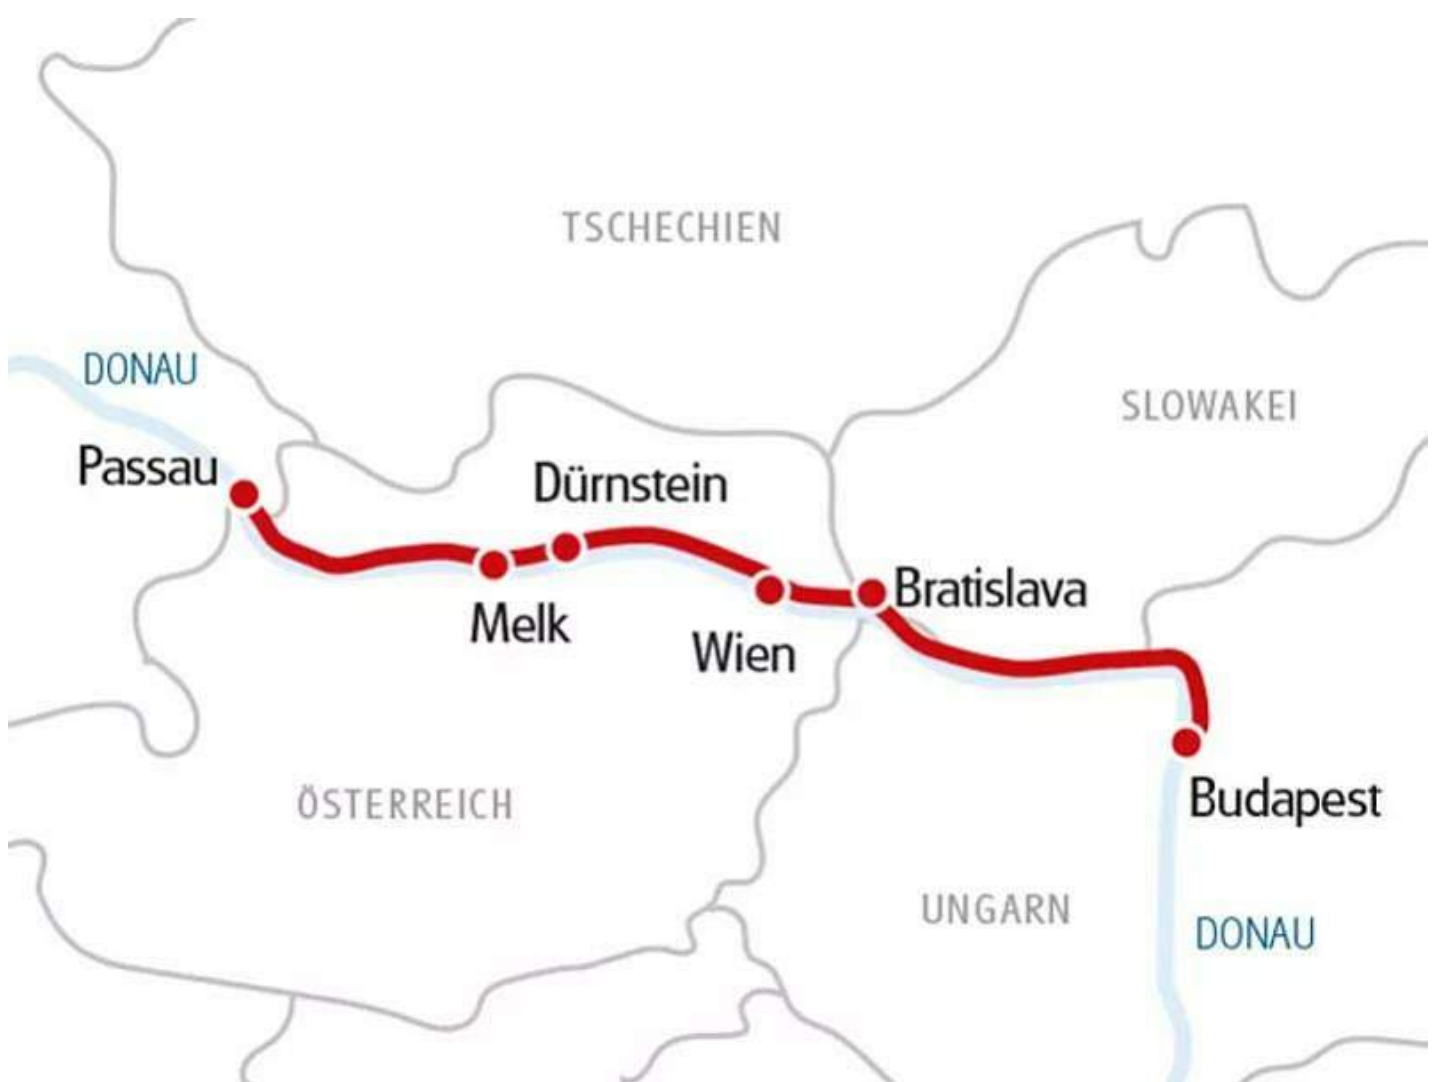 TSCHECHIEN
DONAU
SLOWAKEI
Passau
Dürnstein
Bratislava
Melk
Wien
ÖSTERREICH
Budapest
UNGARN
DONAU